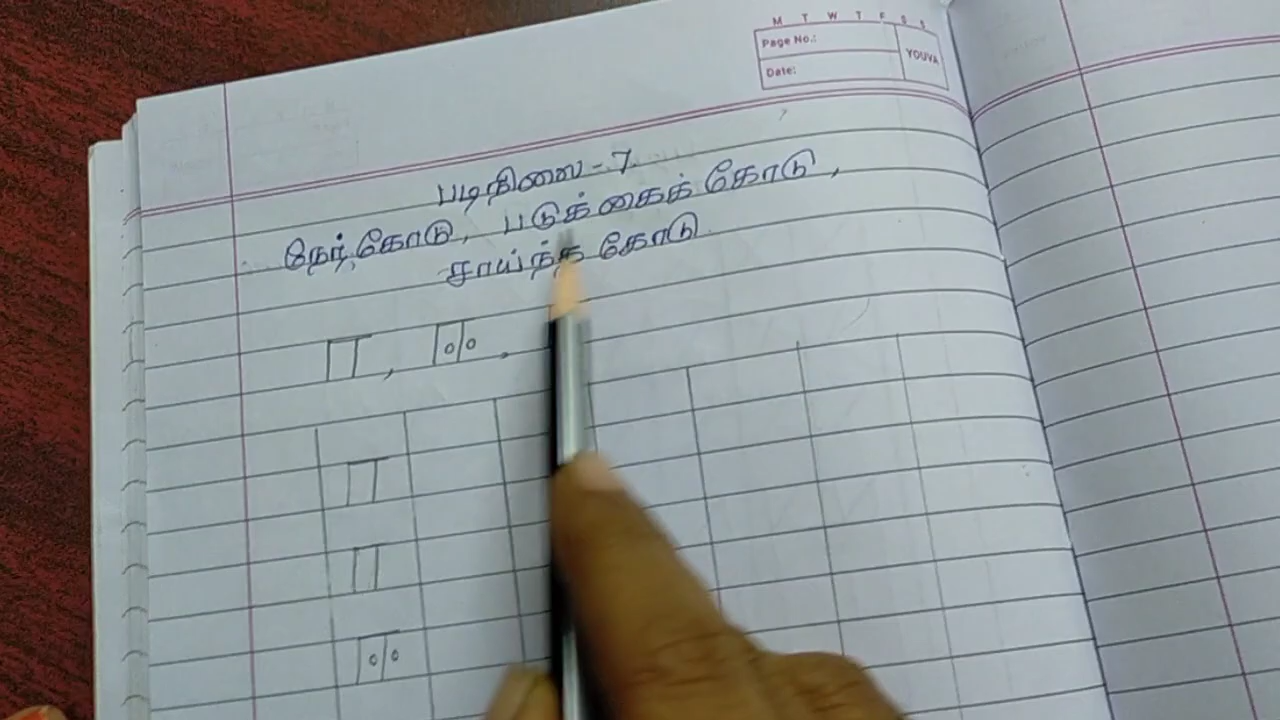 M T W T F S S
Page No.:
YOUVA
Date:
படிநிலை - 7.
நேர்கோடு, படுக்கைக் கோடு,
சாய்ந்த கோடு.